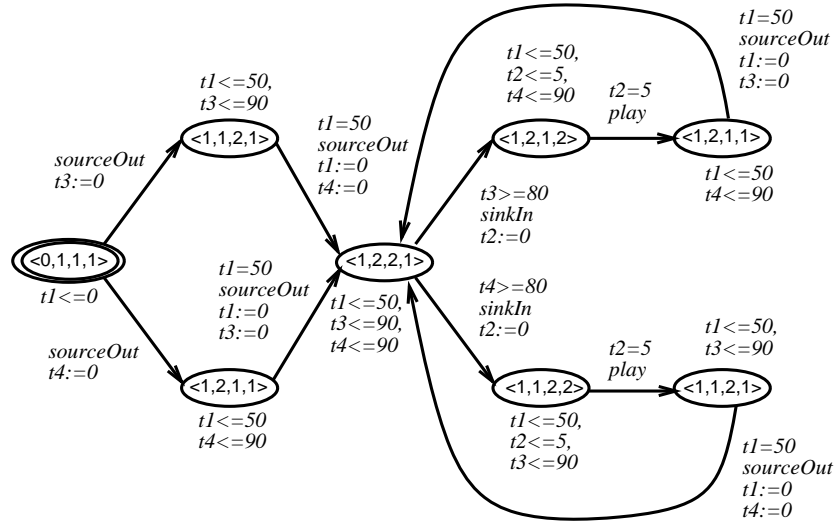 t1=50
sourceOut
t1:=0
t3:=0
t1<=50,
t2<=5,
t4<=90
t1<=50,
t3<=90
t2=5
play
<1,1,2,1>
<1,2,1,2>
<1,2,1,1>
t1=50
sourceOut
t1:=0
t4:=0
sourceOut
t3:=0
t1<=50
t4<=90
t3>=80
sinkIn
t2:=0
<0,1,1,1>
t1<=0
<1,2,2,1>
t1=50
sourceOut
t1:=0
t3:=0
t1<=50,
t3<=90,
t4<=90
t4>=80
sinkIn
t2:=0
sourceOut
t4:=0
t1<=50,
t3<=90
t2=5
play
<1,2,1,1>
<1,1,2,2>
<1,1,2,1>
t1<=50
t4<=90
t1<=50,
t2<=5,
t3<=90
t1=50
sourceOut
t1:=0
t4:=0